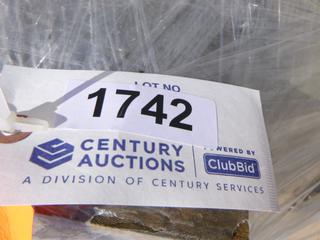 LOT NO
1742
CENTURY
AUCTIONS
POWERED BY
ClubBid
A DIVISION OF CENTURY SERVICES